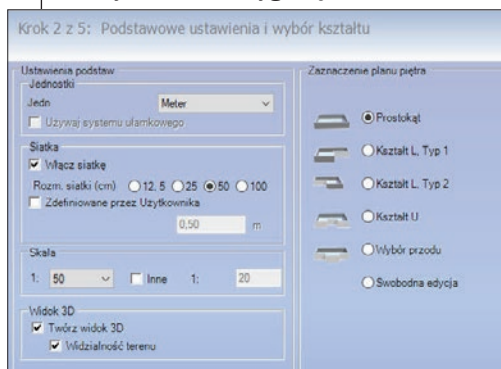 Krok 2 z 5: Podstawowe ustawienia i wybór kształtu
Ustawienia podstaw
Jednostki
Jedn Meter
Używaj systemu ułamkowego
Siatka
Włącz siatkę
Rozm. siatki (cm) 12, 5 25 50 100
Zdefiniowane przez Użytkownika
0,50 m
Skala
1: 50 Inne 1: 20
Widok 3D
Twórz widok 3D
Widzialność terenu
Zaznaczenie planu piętra
Prostokąt
Kształt L, Typ 1
Kształt L, Typ 2
Kształt U
Wybór przodu
Swobodna edycja